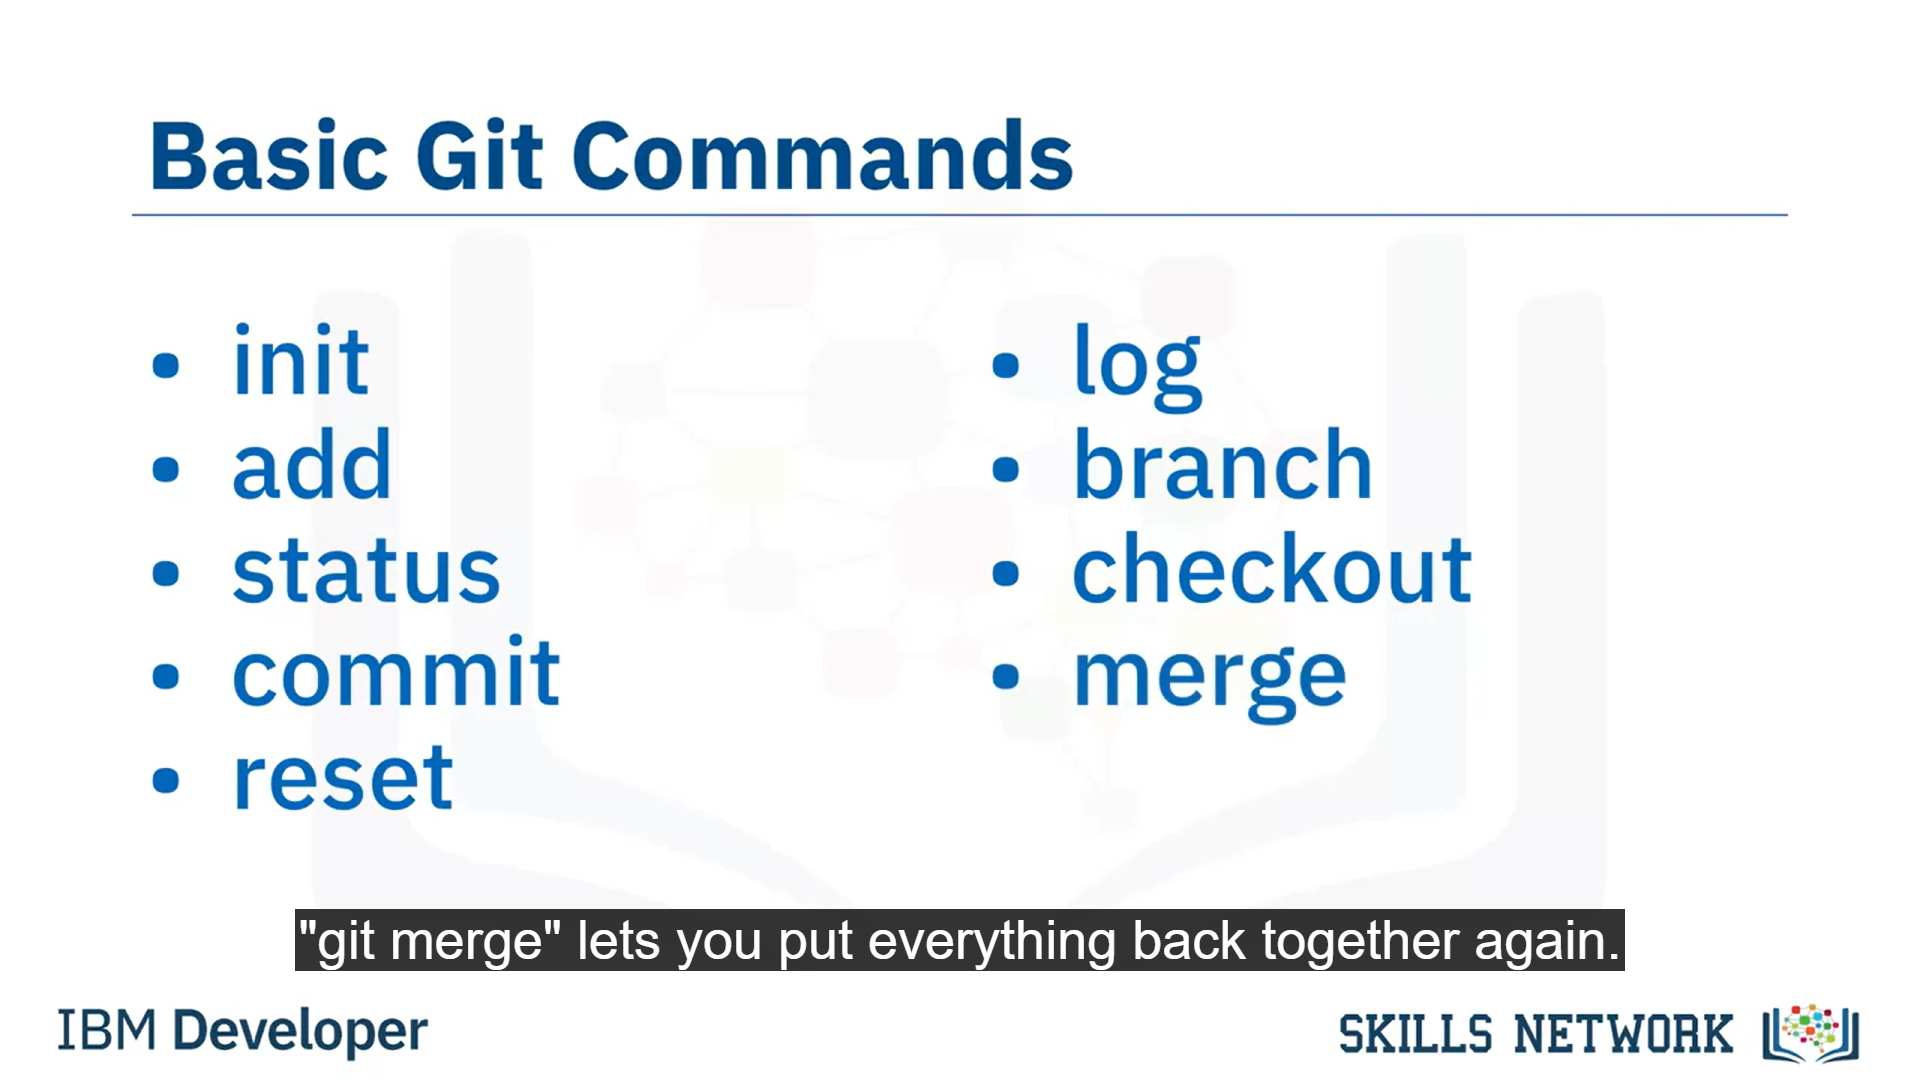 Basic Git Commands
• init
• add
• status
• commit
• reset
• log
• branch
• checkout
• merge
"git merge" lets you put everything back together again.
IBM Developer
SKILLS NETWORK